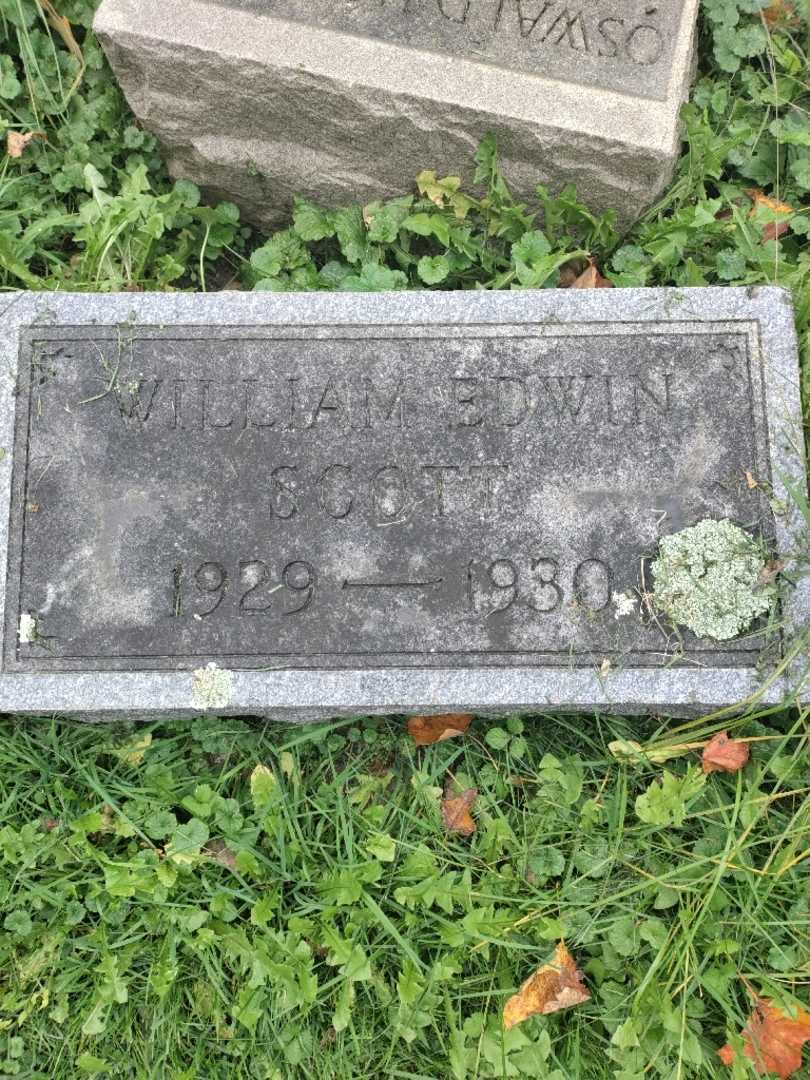 OSWALD
WILLIAM EDWIN
SCOTT
1929 — 1930